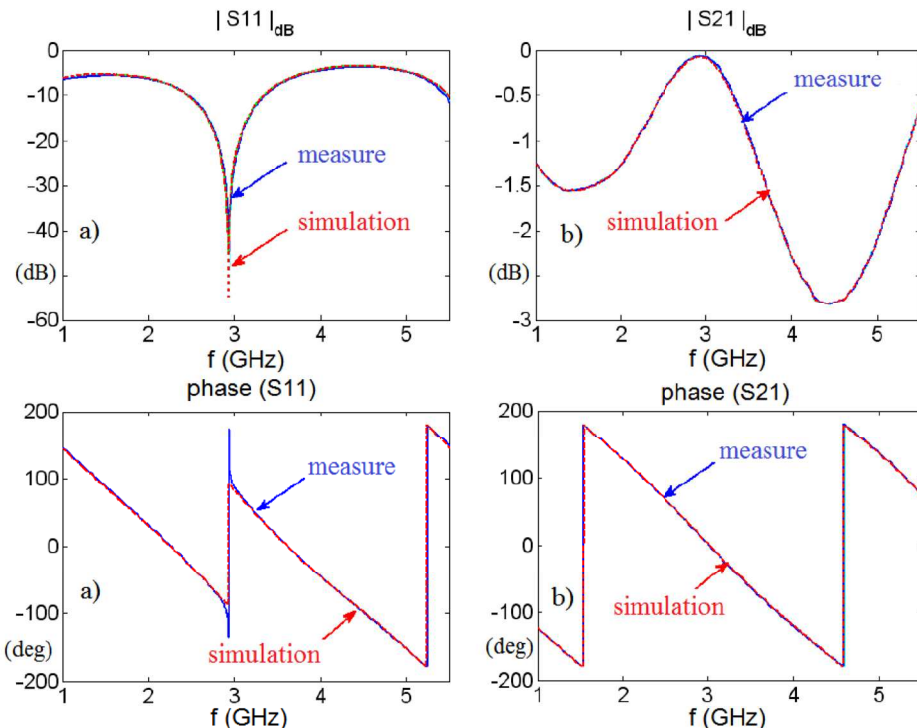 | S11 |dB
0
-10
-20
-30
-40
(dB)
-50
-60
measure
simulation
a)
1 2 3 4 5
f (GHz)
| S21 |dB
0
-0.5
-1
-1.5
-2
(dB)
-2.5
-3
measure
simulation
b)
1 2 3 4 5
f (GHz)
phase (S11)
200
100
0
-100
(deg)
-200
measure
a)
simulation
1 2 3 4 5
f (GHz)
phase (S21)
200
100
0
-100
(deg)
-200
measure
b)
simulation
1 2 3 4 5
f (GHz)